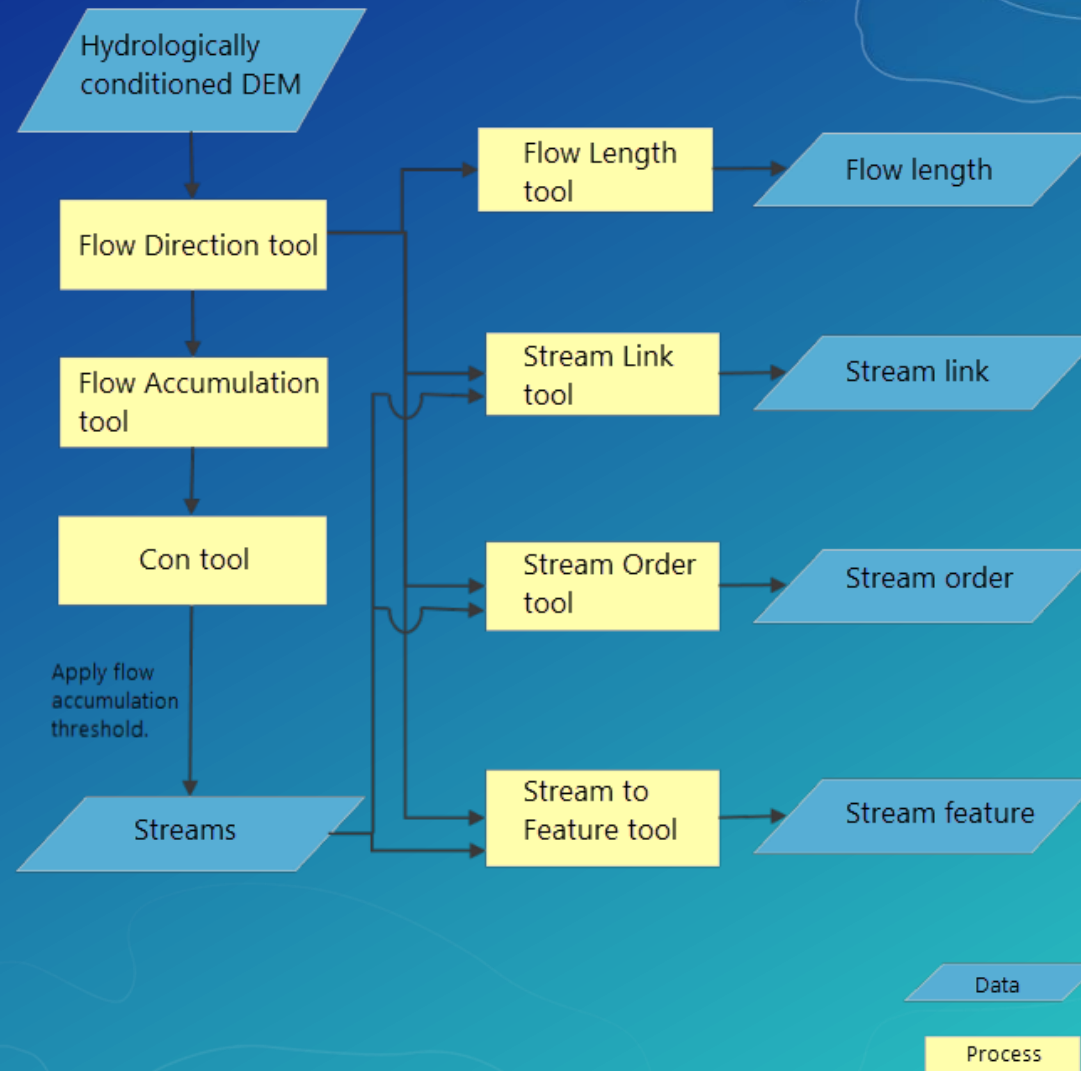 Hydrologically
conditioned DEM
Flow Direction tool
Flow Accumulation
tool
Con tool
Apply flow
accumulation
threshold.
Streams
Flow Length
tool
Flow length
Stream Link
tool
Stream link
Stream Order
tool
Stream order
Stream to
Feature tool
Stream feature
Data
Process